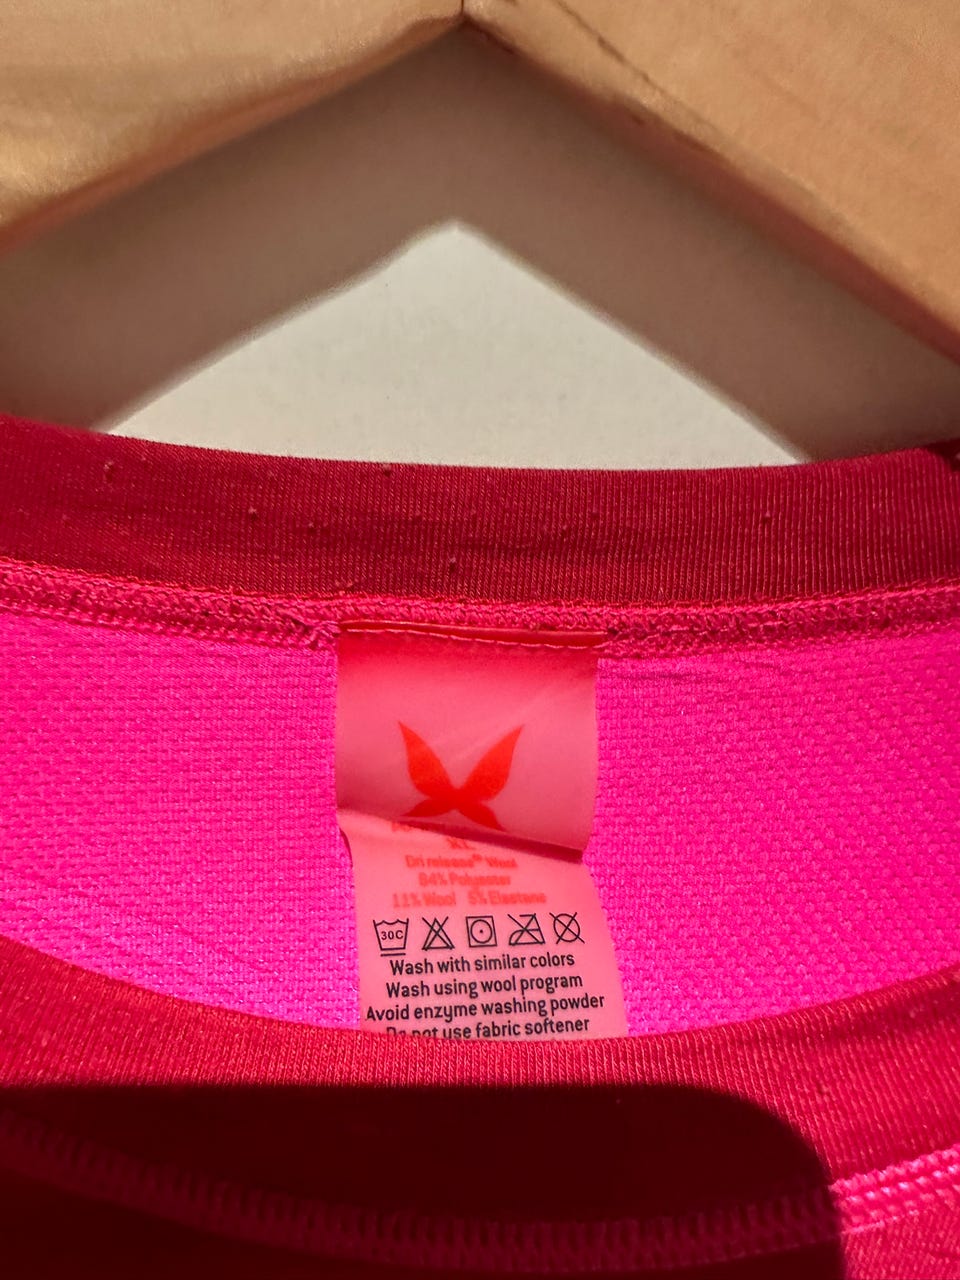 XL
Dri release® Wool
84% Polyester
11% Wool 5% Elastane
30C
Wash with similar colors
Wash using wool program
Avoid enzyme washing powder
Do not use fabric softener